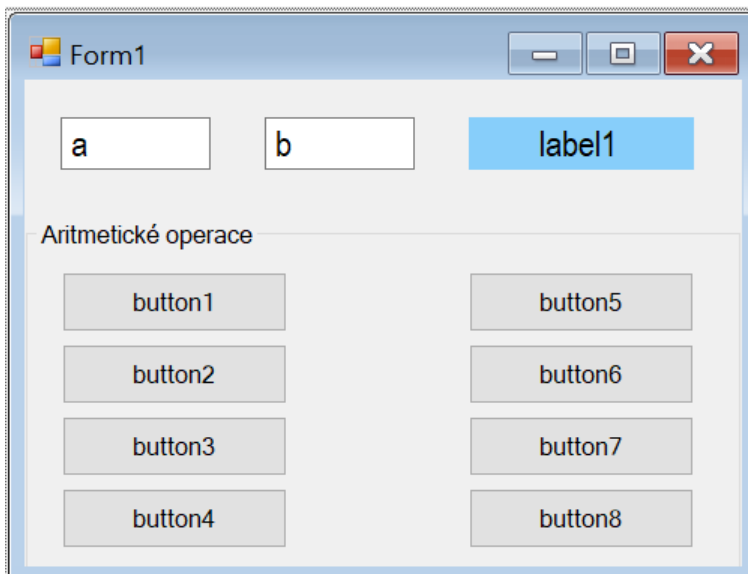 Form1
a b label1
Aritmetické operace
button1 button5
button2 button6
button3 button7
button4 button8